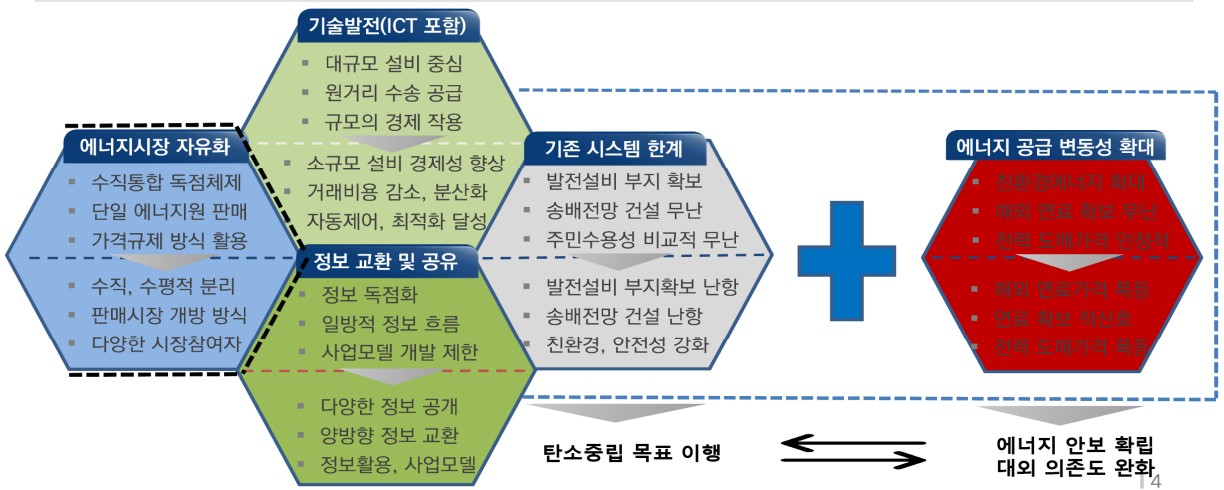 기술발전(ICT 포함)
▪ 대규모 설비 중심
▪ 원거리 수송 공급
▪ 규모의 경제 작용
▪ 소규모 설비 경제성 향상
▪ 거래비용 감소, 분산화
자동제어, 최적화 달성
에너지시장 자유화
▪ 수직통합 독점체제
▪ 단일 에너지원 판매
▪ 가격규제 방식 활용
▪ 수직, 수평적 분리
▪ 판매시장 개방 방식
▪ 다양한 시장참여자
정보 교환 및 공유
▪ 정보 독점화
▪ 일방적 정보 흐름
▪ 사업모델 개발 제한
▪ 다양한 정보 공개
▪ 양방향 정보 교환
▪ 정보활용, 사업모델
기존 시스템 한계
▪ 발전설비 부지 확보
▪ 송배전망 건설 무난
▪ 주민수용성 비교적 무난
▪ 발전설비 부지확보 난항
▪ 송배전망 건설 난항
▪ 친환경, 안전성 강화
에너지 공급 변동성 확대
▪ 친환경에너지 확대
▪ 해외 연료 확보 무난
▪ 전력 도매가격 안정적
▪ 해외 연료가격 폭등
▪ 연료 확보 적신호
▪ 전력 도매가격 폭등
탄소중립 목표 이행
에너지 안보 확립
대외 의존도 완화
4